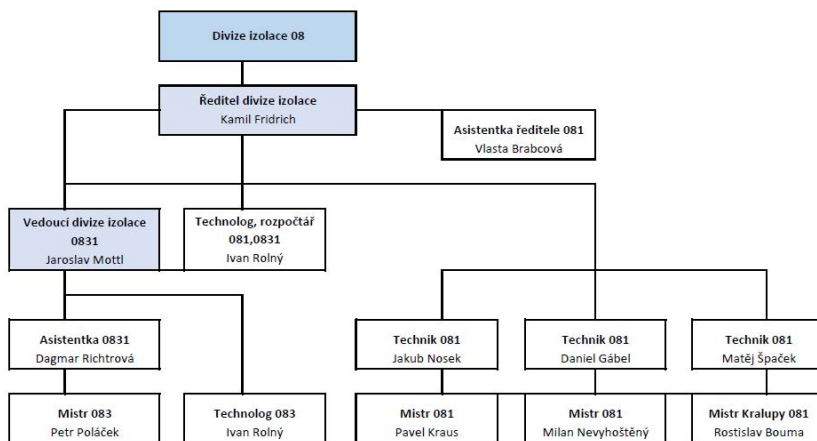 Divize izolace 08
Ředitel divize izolace
Kamil Fridrich
Asistentka ředitele 081
Vlasta Brabcová
Vedoucí divize izolace
0831
Jaroslav Mottl
Technolog, rozpočtář
081,0831
Ivan Rolný
Asistentka 0831
Dagmar Richtrová
Technik 081
Jakub Nosek
Technik 081
Daniel Gábel
Technik 081
Matěj Špaček
Mistr 083
Petr Poláček
Technolog 083
Ivan Rolný
Mistr 081
Pavel Kraus
Mistr 081
Milan Nevyhoštěný
Mistr Kralupy 081
Rostislav Bouma